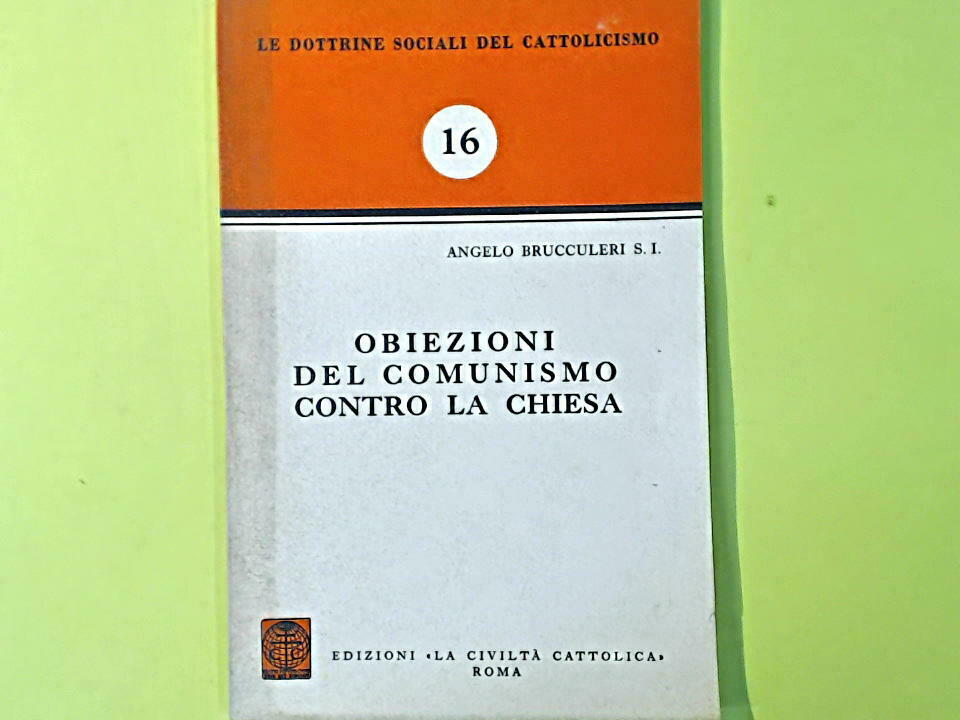 LE DOTTRINE SOCIALI DEL CATTOLICISMO
16
ANGELO BRUCCULERI S. I.
OBIEZIONI
DEL COMUNISMO
CONTRO LA CHIESA
EDIZIONI «LA CIVILTÀ CATTOLICA»
ROMA